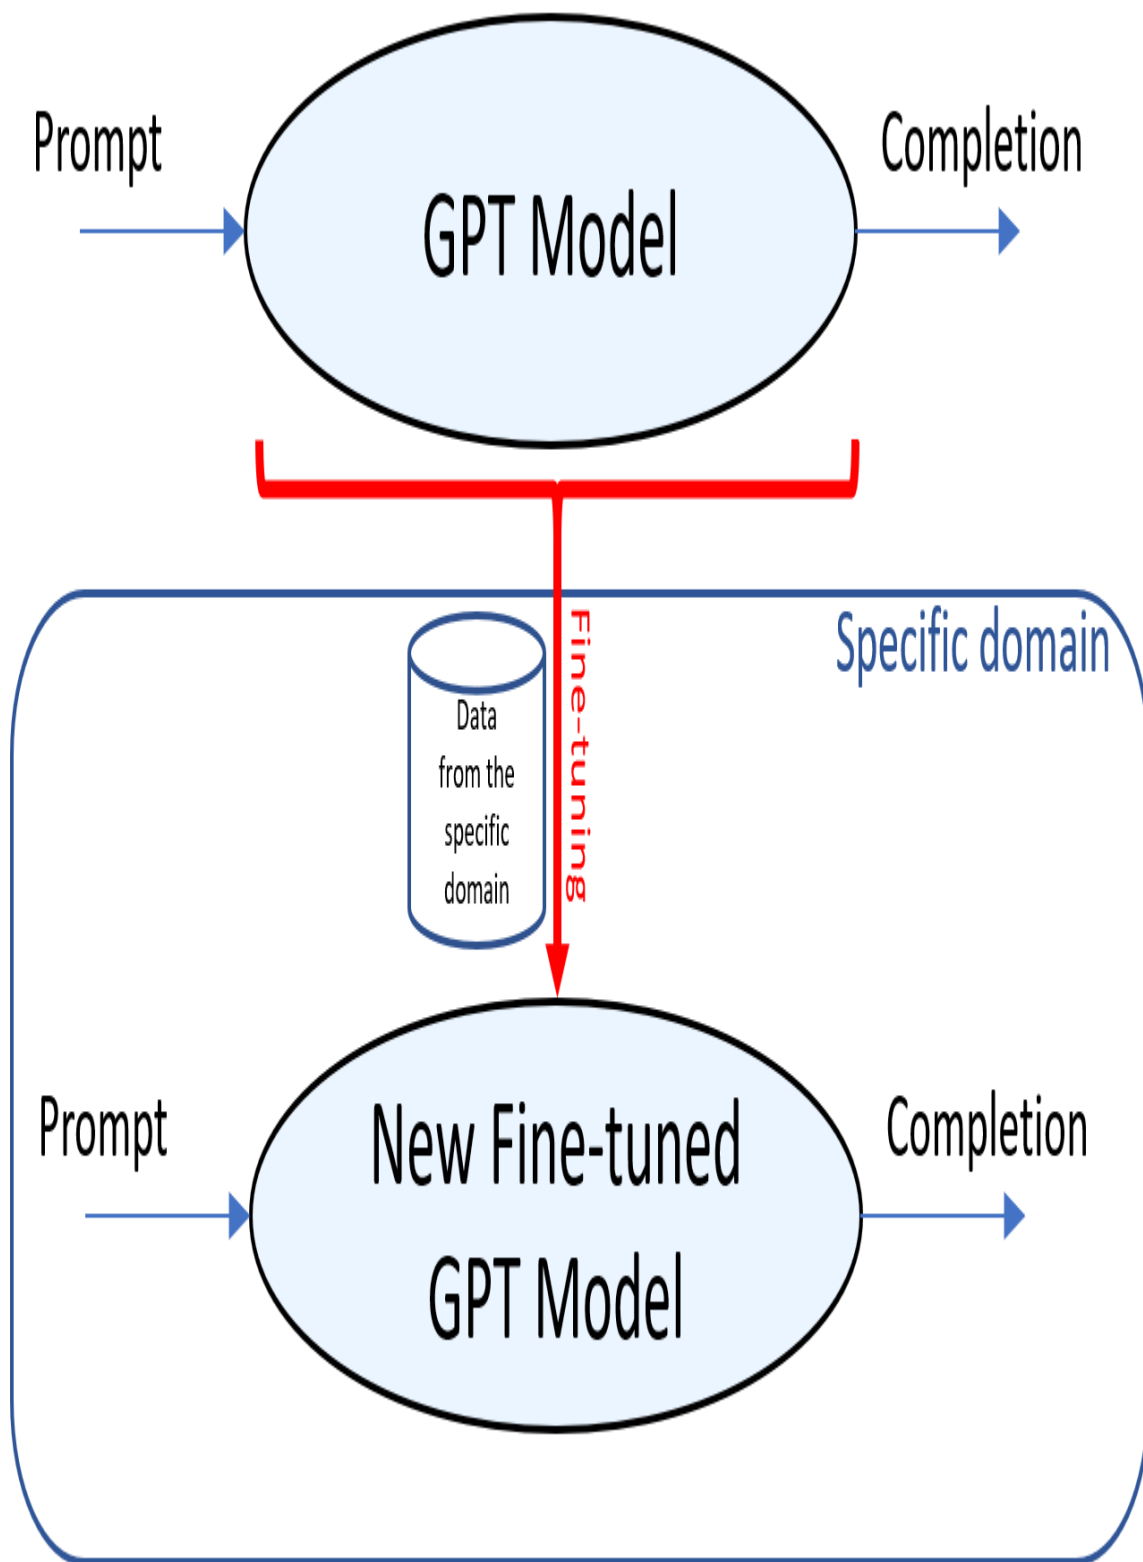 Prompt
Completion
GPT Model
Specific domain
Fine-tuning
Data
from the
specific
domain
Prompt
Completion
New Fine-tuned
GPT Model